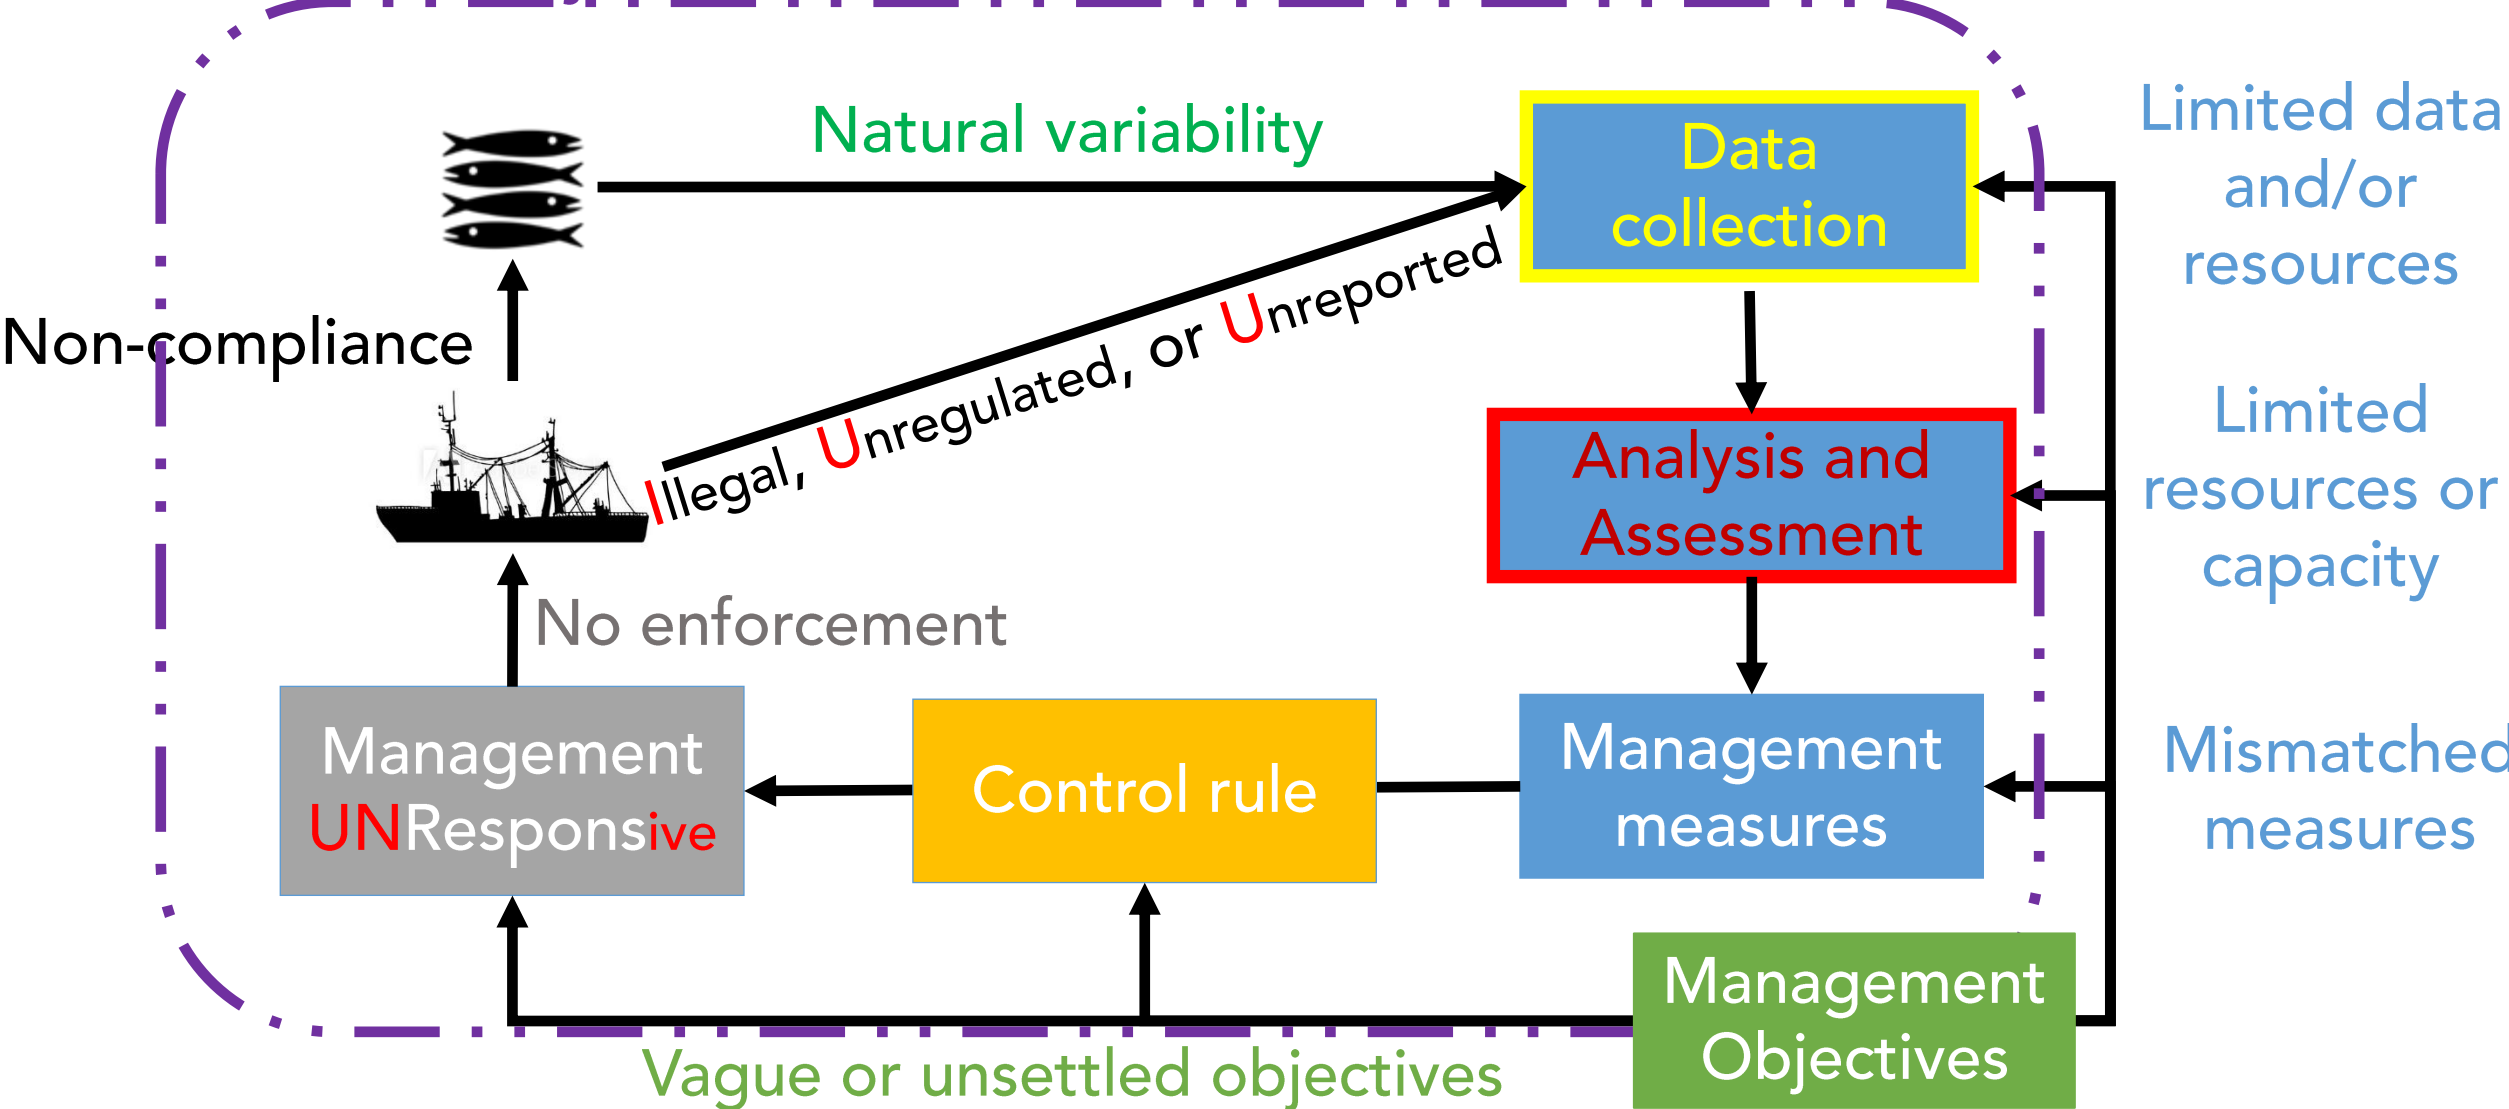 Natural variability
Data
collection
Limited data
and/or
resources
Non-compliance
Illegal, Unregulated, or Unreported
Analysis and
Assessment
Limited
resources or
capacity
No enforcement
Management
UNResponsive
Control rule
Management
measures
Mismatched
measures
Management
Objectives
Vague or unsettled objectives